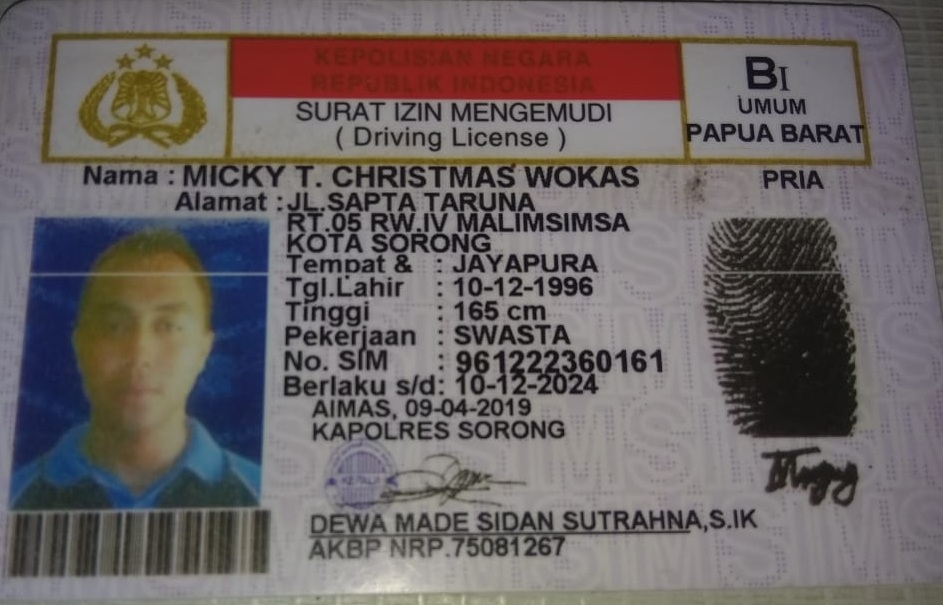 KEPOLISIAN NEGARA
REPUBLIK INDONESIA
SURAT IZIN MENGEMUDI
( Driving License )
BI
UMUM
PAPUA BARAT
Nama : MICKY T. CHRISTMAS WOKAS
PRIA
Alamat : JL.SAPTA TARUNA
RT.05 RW.IV MALIMSIMSA
KOTA SORONG
Tempat & : JAYAPURA
Tgl.Lahir : 10-12-1996
Tinggi : 165 cm
Pekerjaan : SWASTA
No. SIM : 961222360161
Berlaku s/d: 10-12-2024
AIMAS, 09-04-2019
KAPOLRES SORONG
DEWA MADE SIDAN SUTRAHNA,S.IK
AKBP NRP.75081267